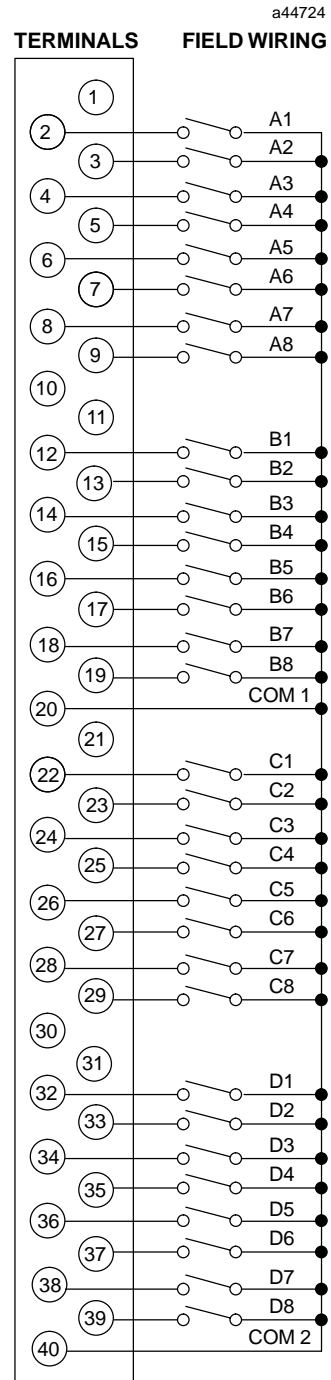 a44724
TERMINALS FIELD WIRING
1
2 A1
3 A2
4 A3
5 A4
6 A5
7 A6
8 A7
9 A8
10
11
12 B1
13 B2
14 B3
15 B4
16 B5
17 B6
18 B7
19 B8
20 COM 1
21
22 C1
23 C2
24 C3
25 C4
26 C5
27 C6
28 C7
29 C8
30
31
32 D1
33 D2
34 D3
35 D4
36 D5
37 D6
38 D7
39 D8
40 COM 2